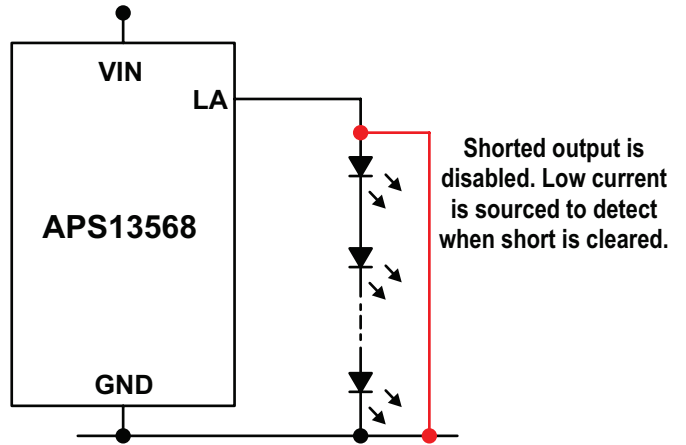 VIN
LA
APS13568
GND
Shorted output is
disabled. Low current
is sourced to detect
when short is cleared.